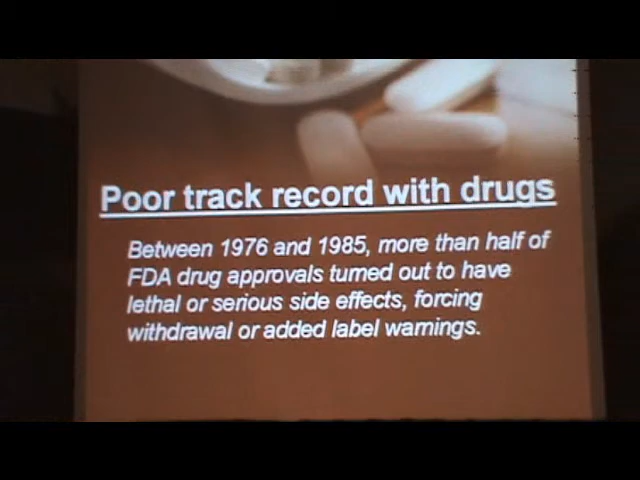 Poor track record with drugs
Between 1976 and 1985, more than half of
FDA drug approvals turned out to have
lethal or serious side effects, forcing
withdrawal or added label warnings.